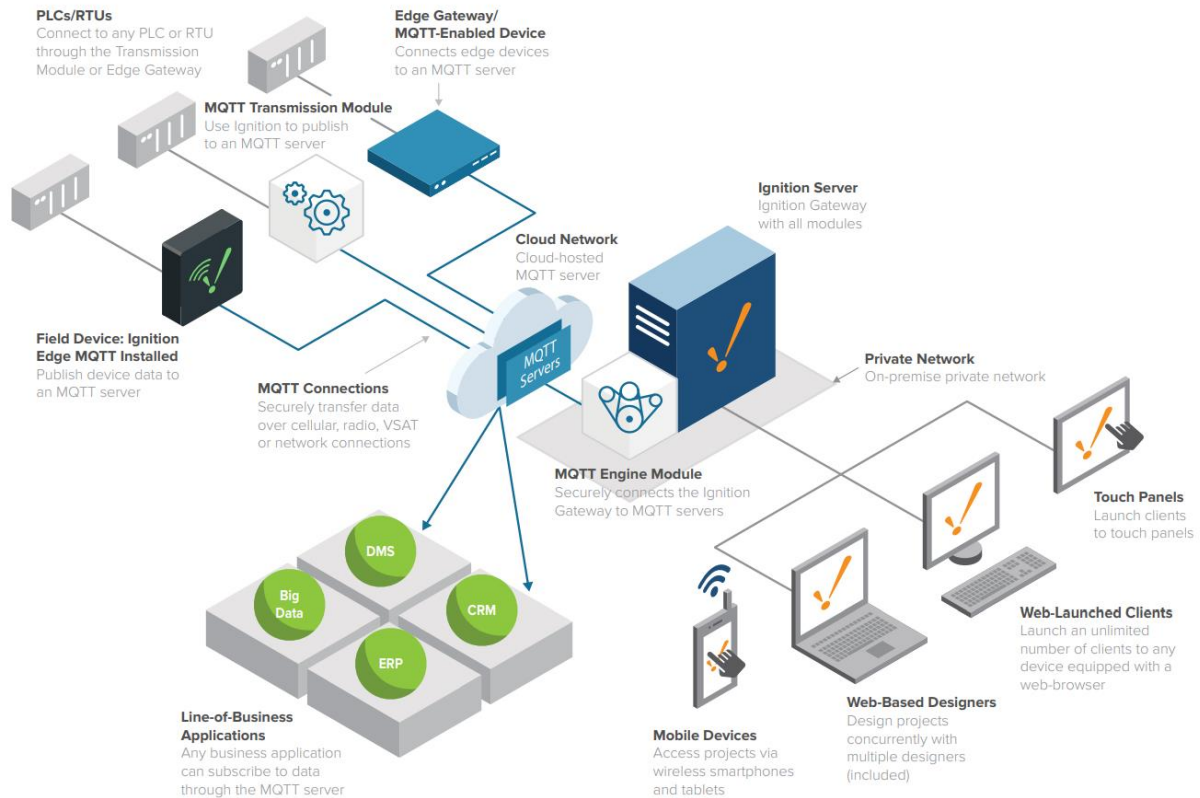 PLCs/RTUs
Connect to any PLC or RTU
through the Transmission
Module or Edge Gateway
Edge Gateway/
MQTT-Enabled Device
Connects edge devices
to an MQTT server
MQTT Transmission Module
Use Ignition to publish
to an MQTT server
Ignition Server
Ignition Gateway
with all modules
Cloud Network
Cloud-hosted
MQTT server
Field Device: Ignition
Edge MQTT Installed
Publish device data to
an MQTT server
MQTT
Servers
Private Network
On-premise private network
MQTT Connections
Securely transfer data
over cellular, radio, VSAT
or network connections
MQTT Engine Module
Securely connects the Ignition
Gateway to MQTT servers
Touch Panels
Launch clients
to touch panels
DMS
Big
Data
CRM
ERP
Web-Launched Clients
Launch an unlimited
number of clients to any
device equipped with a
web-browser
Line-of-Business
Applications
Any business application
can subscribe to data
through the MQTT server
Mobile Devices
Access projects via
wireless smartphones
and tablets
Web-Based Designers
Design projects
concurrently with
multiple designers
(included)